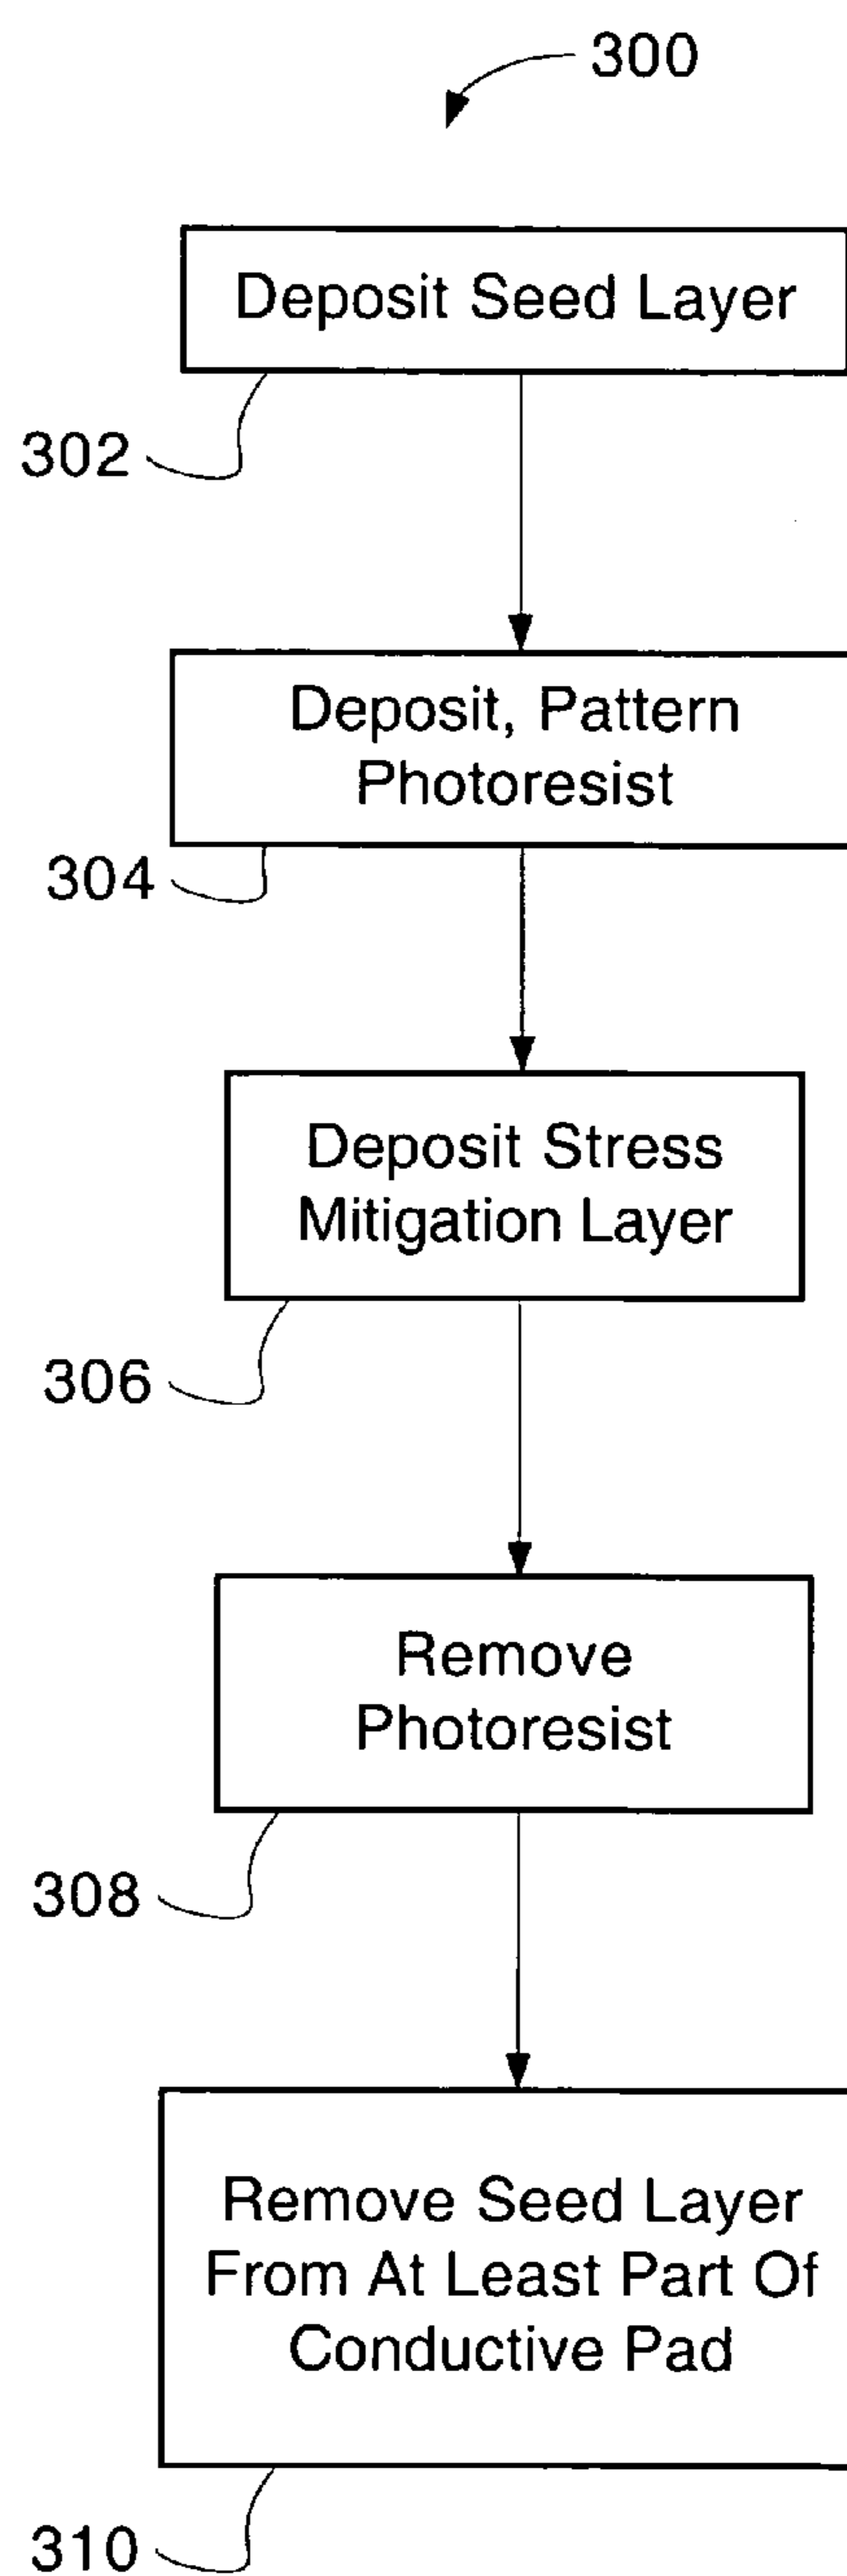 300
Deposit Seed Layer
302
Deposit, Pattern
Photoresist
304
Deposit Stress
Mitigation Layer
306
Remove
Photoresist
308
Remove Seed Layer
From At Least Part Of
Conductive Pad
310